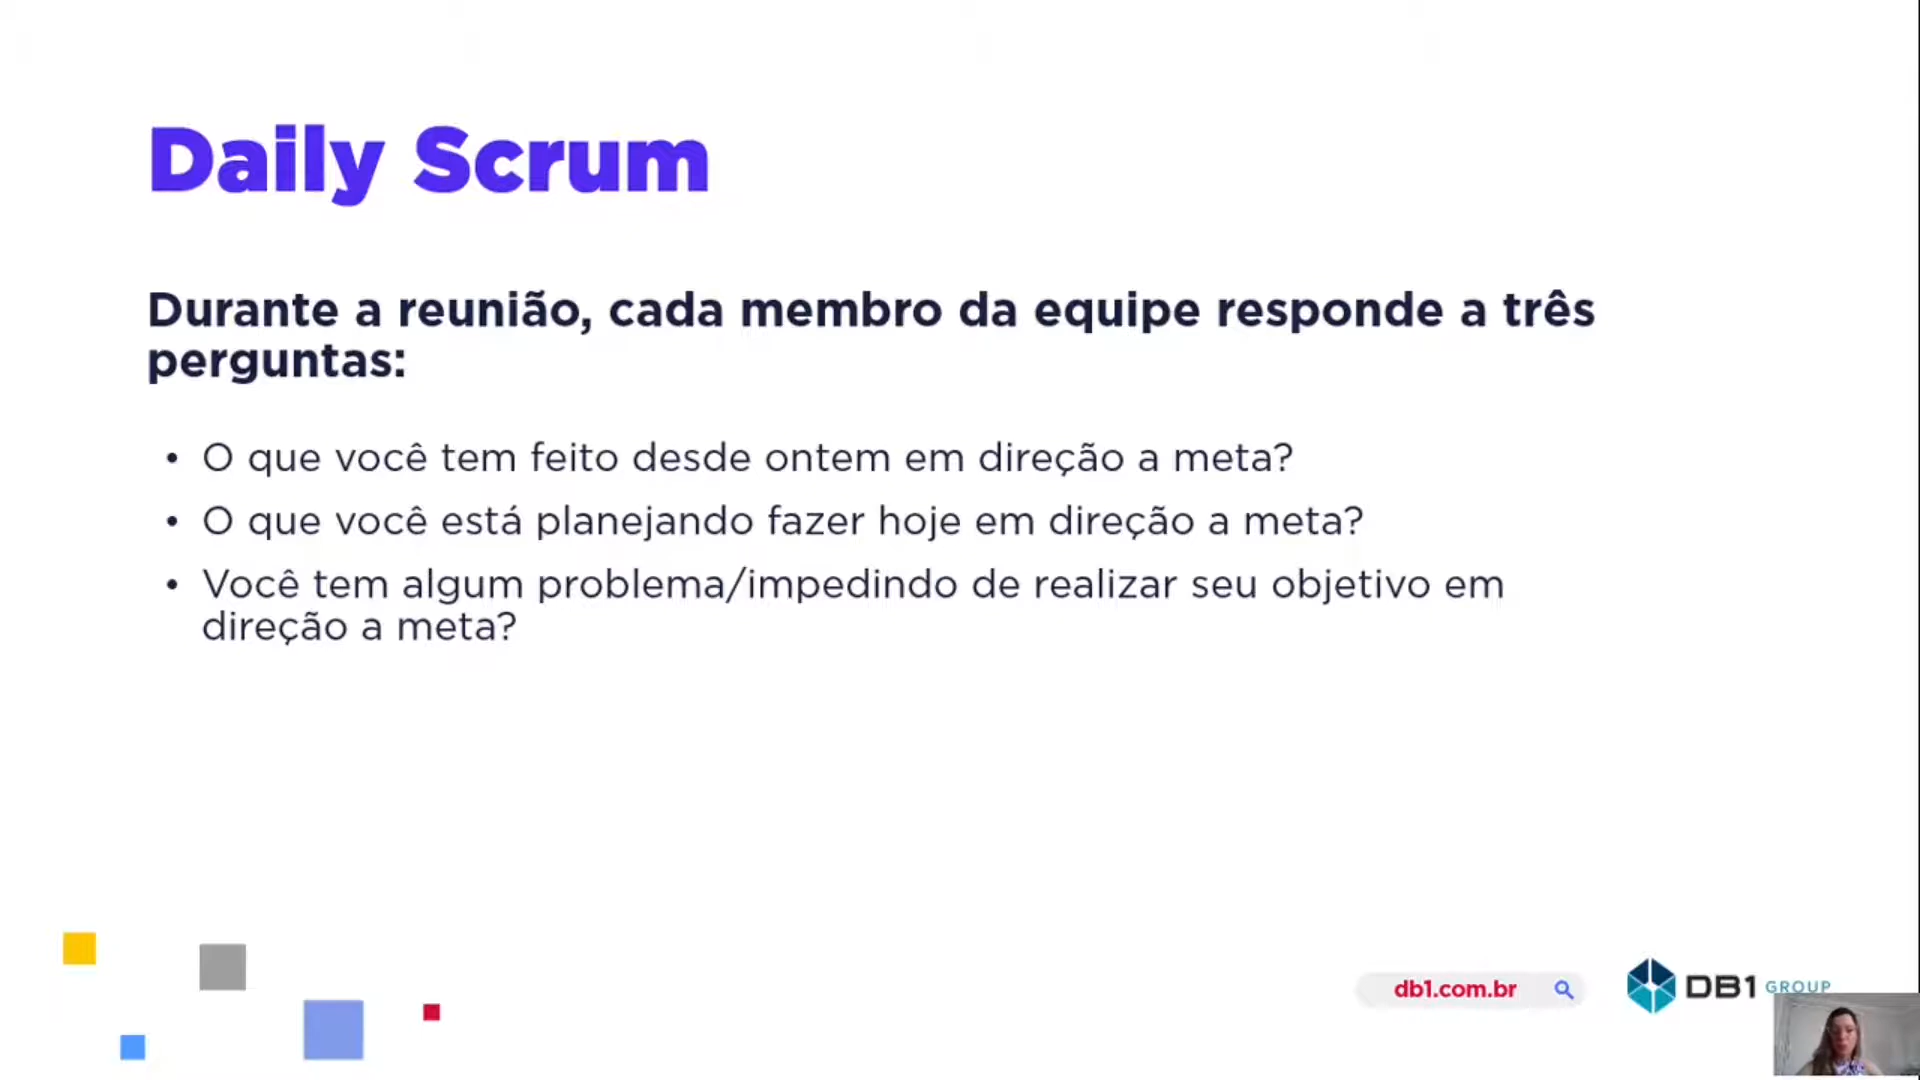 Daily Scrum
Durante a reunião, cada membro da equipe responde a três
perguntas:
• O que você tem feito desde ontem em direção a meta?
• O que você está planejando fazer hoje em direção a meta?
• Você tem algum problema/impedindo de realizar seu objetivo em
direção a meta?
db1.com.br
DB1 GROUP